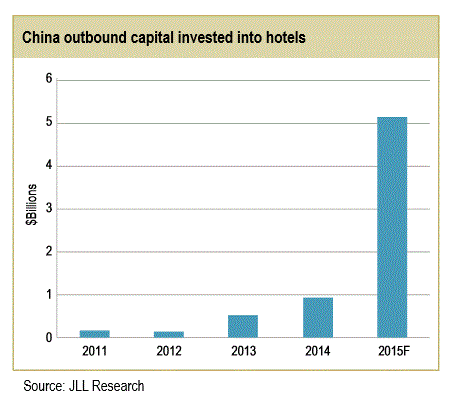 China outbound capital invested into hotels
$Billions
6
5
4
3
2
1
0
2011 2012 2013 2014 2015F
Source: JLL Research